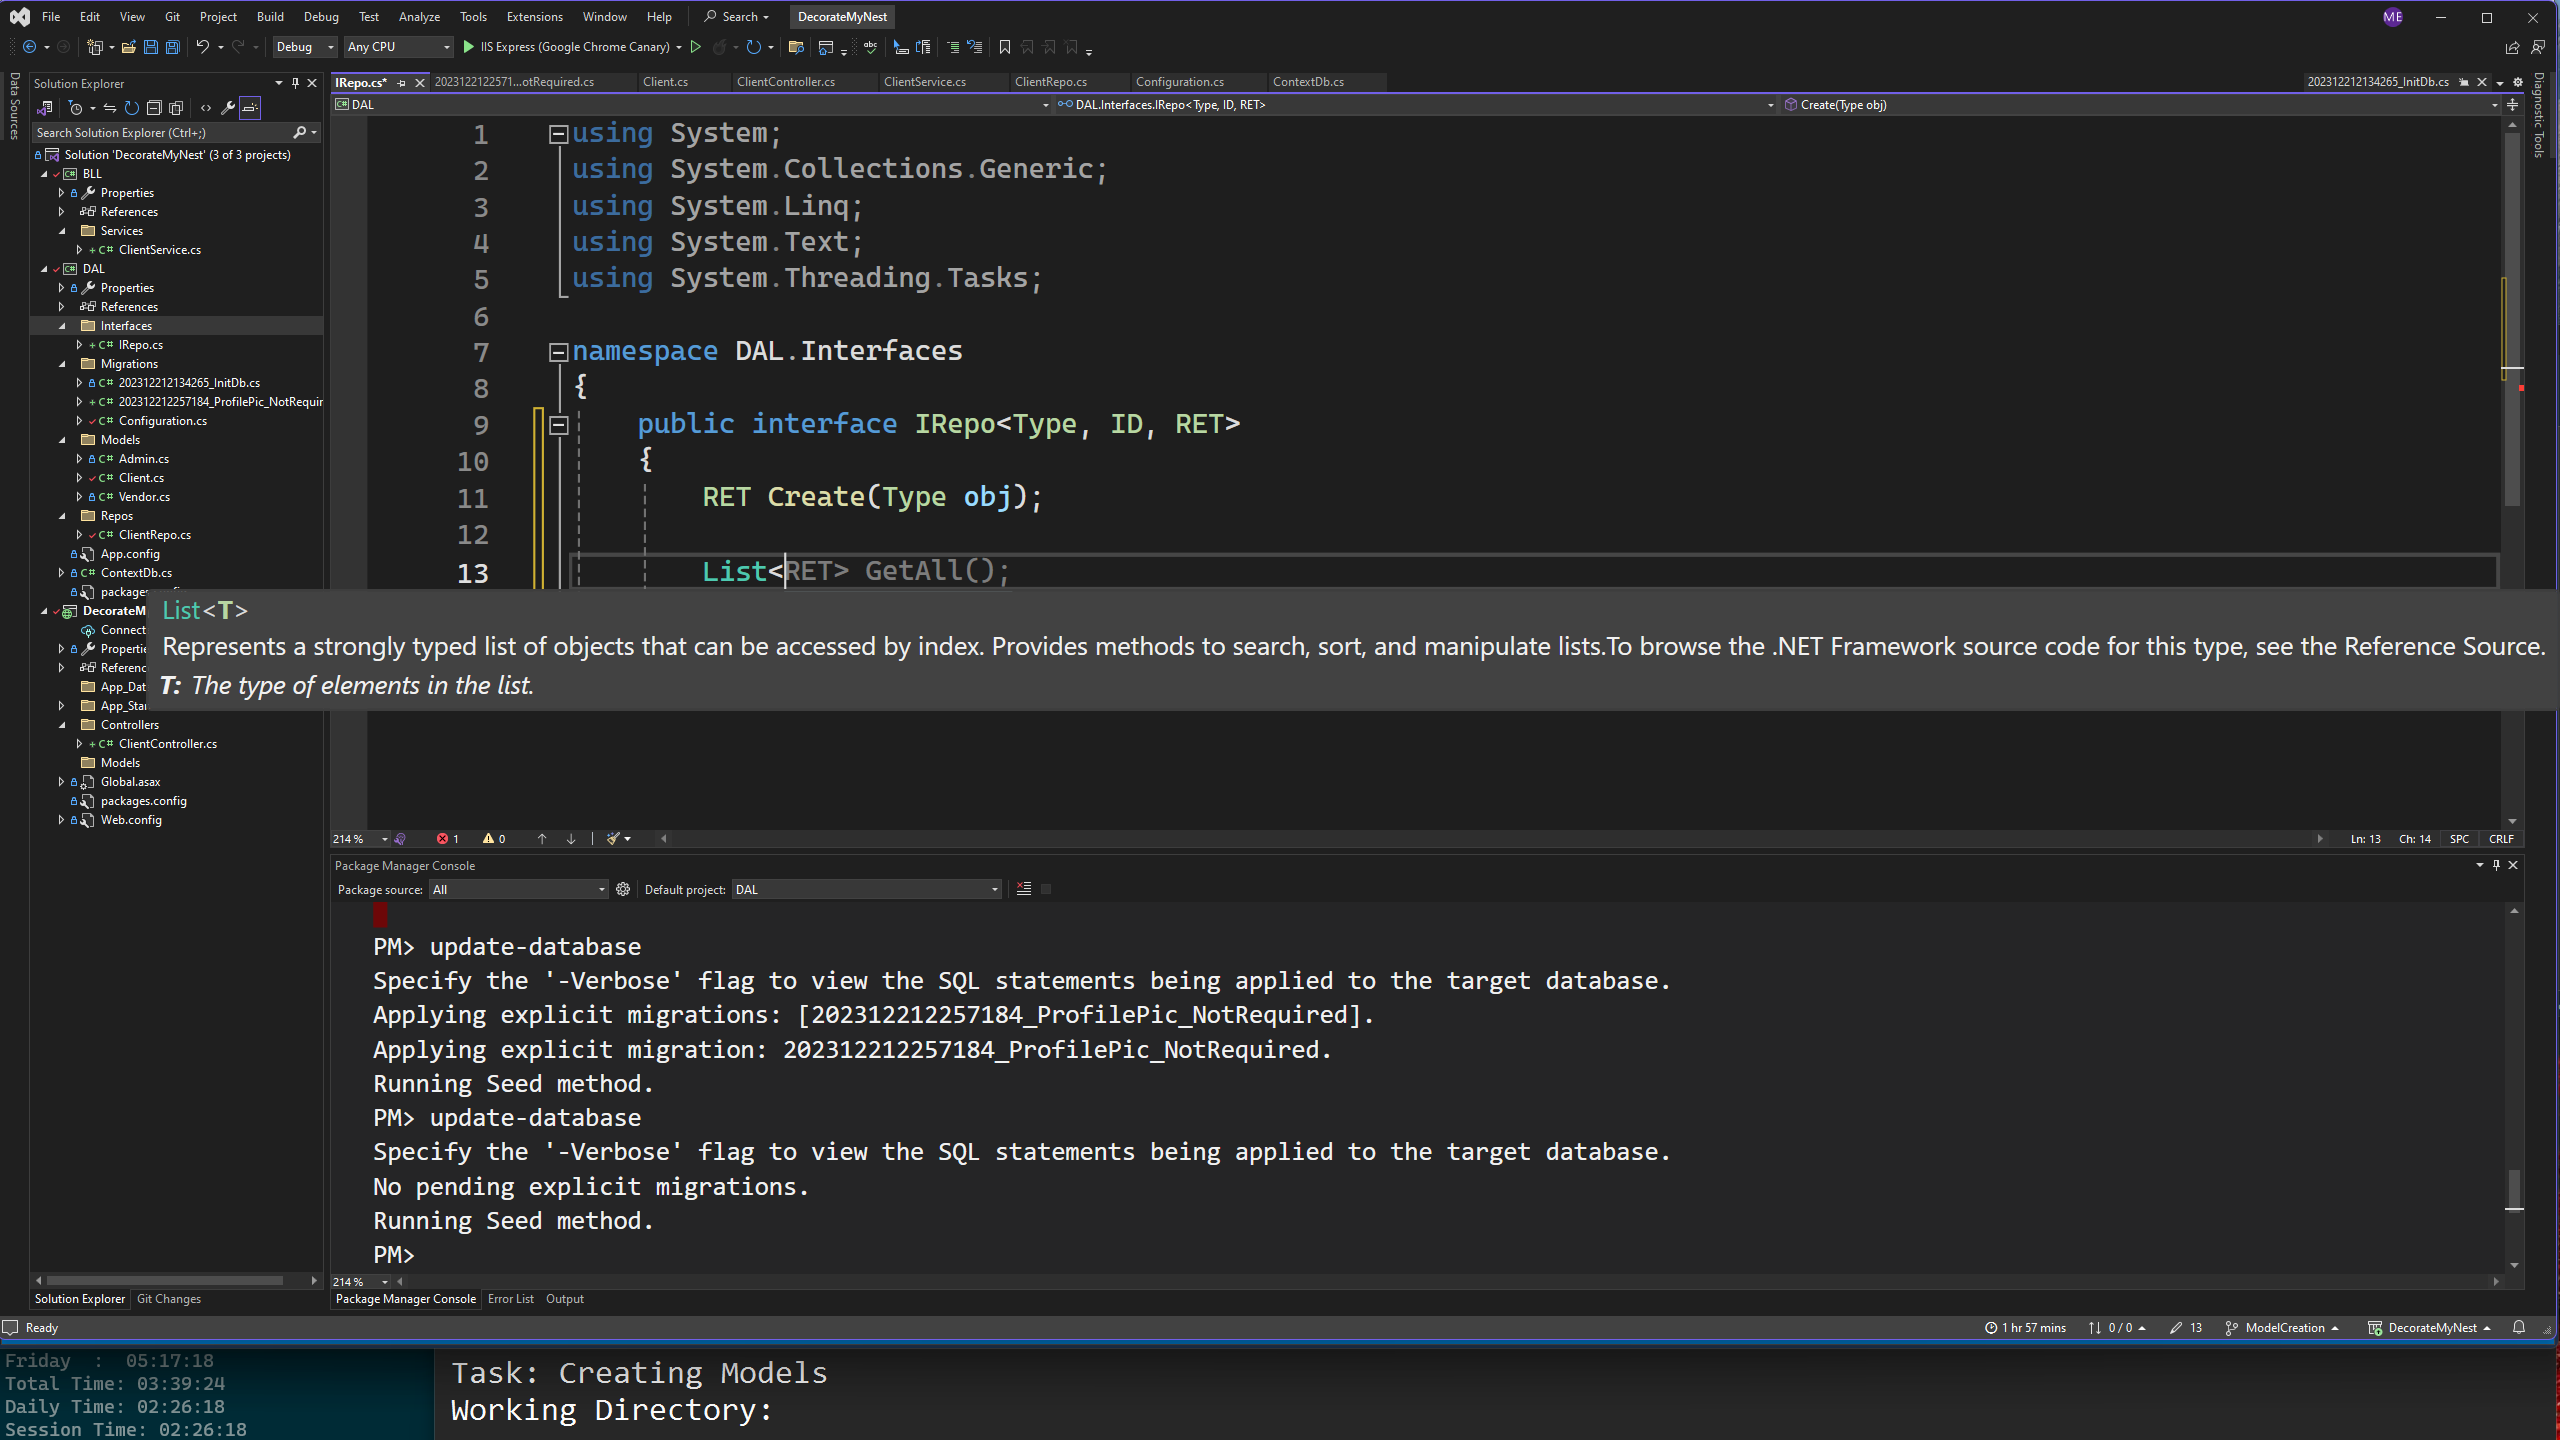 File Edit View Git Project Build Debug Test Analyze Tools Extensions Window Help Search DecorateMyNest ME
Debug Any CPU IIS Express (Google Chrome Canary)
Data Sources
Solution Explorer
Search Solution Explorer (Ctrl+;)
Solution 'DecorateMyNest' (3 of 3 projects)
BLL
Properties
References
Services
C# ClientService.cs
DAL
Properties
References
Interfaces
C# IRepo.cs
Migrations
C# 202312212134265_InitDb.cs
C# 202312212257184_ProfilePic_NotRequir
C# Configuration.cs
Models
C# Admin.cs
C# Client.cs
C# Vendor.cs
Repos
C# ClientRepo.cs
App.config
C# ContextDb.cs
DecorateM
Connect
Propertie
Referenc
App_Dat
App_Star
Controllers
C# ClientController.cs
Models
Global.asax
packages.config
Web.config
Solution Explorer Git Changes
IRepo.cs* 2023122122571...otRequired.cs Client.cs ClientController.cs ClientService.cs ClientRepo.cs Configuration.cs ContextDb.cs 202312212134265_InitDb.cs
DAL DAL.Interfaces.IRepo<Type, ID, RET> Create(Type obj)
1 using System;
2 using System.Collections.Generic;
3 using System.Linq;
4 using System.Text;
5 using System.Threading.Tasks;
6
7 namespace DAL.Interfaces
8 {
9 public interface IRepo<Type, ID, RET>
10 {
11 RET Create(Type obj);
12
13 List<RET> GetAll();
List<T>
Represents a strongly typed list of objects that can be accessed by index. Provides methods to search, sort, and manipulate lists.To browse the .NET Framework source code for this type, see the Reference Source.
T: The type of elements in the list.
214 % 1 0 Ln: 13 Ch: 14 SPC CRLF
Diagnostic Tools
Package Manager Console
Package source: All Default project: DAL
PM> update-database
Specify the '-Verbose' flag to view the SQL statements being applied to the target database.
Applying explicit migrations: [202312212257184_ProfilePic_NotRequired].
Applying explicit migration: 202312212257184_ProfilePic_NotRequired.
Running Seed method.
PM> update-database
Specify the '-Verbose' flag to view the SQL statements being applied to the target database.
No pending explicit migrations.
Running Seed method.
PM>
214 %
Package Manager Console Error List Output
Ready 1 hr 57 mins 0 / 0 13 ModelCreation DecorateMyNest
Friday : 05:17:18
Total Time: 03:39:24
Daily Time: 02:26:18
Session Time: 02:26:18
Task: Creating Models
Working Directory: